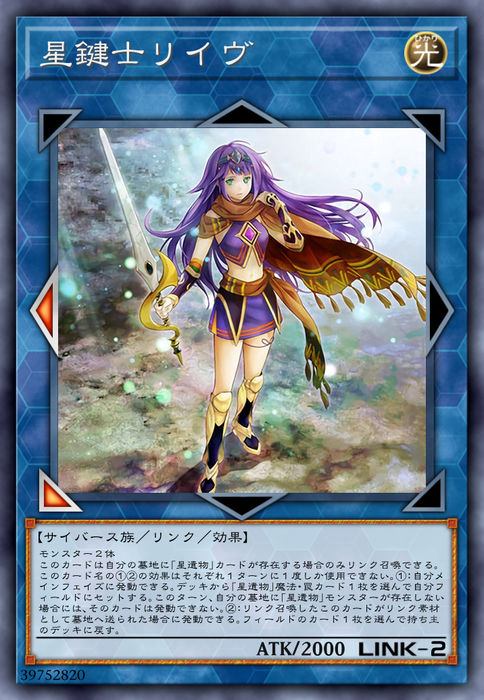 星鍵士リイヴ
ひかり
光
【サイバース族／リンク／効果】
モンスター２体
このカードは自分の墓地に「星遺物」カードが存在する場合のみリンク召喚できる。
このカード名の①②の効果はそれぞれ１ターンに１度しか使用できない。①：自分メ
インフェイズに発動できる。デッキから「星遺物」魔法・罠カード１枚を選んで自分フ
ィールドにセットする。このターン、自分の墓地に「星遺物」モンスターが存在しない
場合には、そのカードは発動できない。②：リンク召喚したこのカードがリンク素材
として墓地へ送られた場合に発動できる。フィールドのカード１枚を選んで持ち主
のデッキに戻す。
ATK/2000 LINK-2
39752820